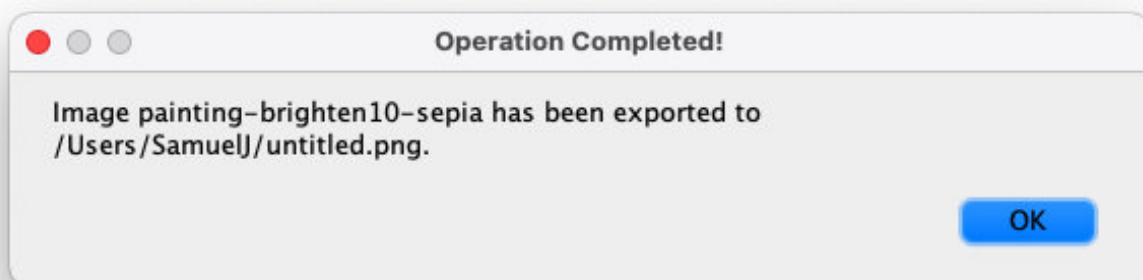 Operation Completed!
Image painting-brighten10-sepia has been exported to
/Users/SamuelJ/untitled.png.
OK